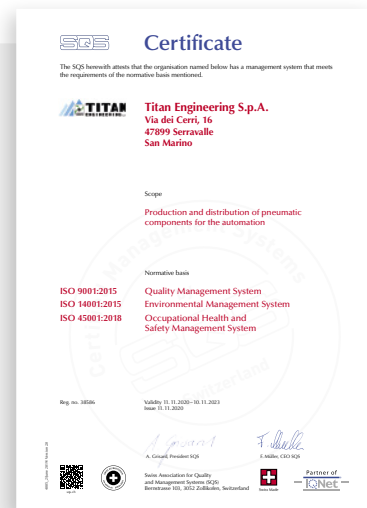 SQS
Certificate
The SQS herewith attests that the organisation named below has a management system that meets
the requirements of the normative basis mentioned.
TITAN
ENGINEERING
Titan Engineering S.p.A.
Via dei Cerri, 16
47899 Serravalle
San Marino
Scope
Production and distribution of pneumatic
components for the automation
Normative basis
ISO 9001:2015 Quality Management System
ISO 14001:2015 Environmental Management System
ISO 45001:2018 Occupational Health and
Safety Management System
Reg. no. 38586
Validity 11.11.2020–10.11.2023
Issue 11.11.2020
A. Grisard, President SQS
F. Müller, CEO SQS
Swiss Association for Quality
and Management Systems (SQS)
Bernstrasse 103, 3052 Zollikofen, Switzerland
Swiss Made
Partner of
IQNet